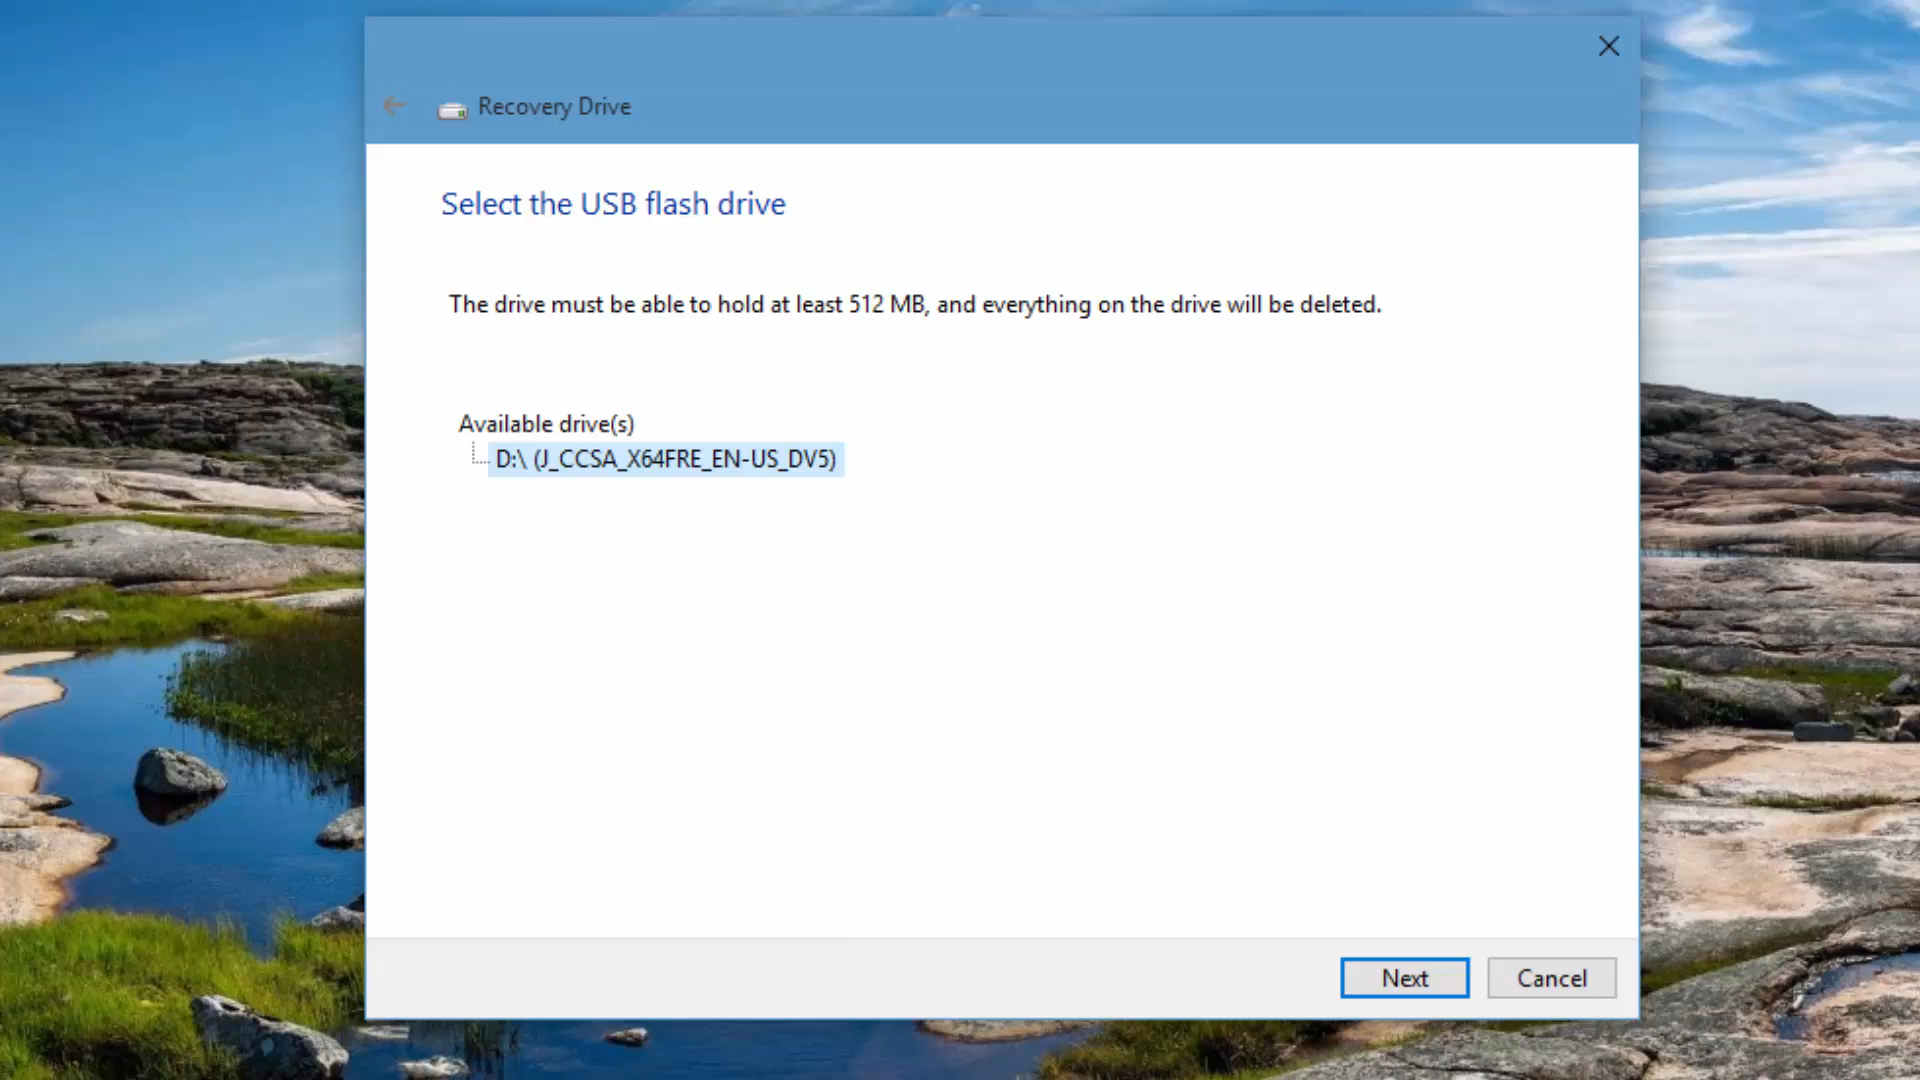 Recovery Drive
Select the USB flash drive
The drive must be able to hold at least 512 MB, and everything on the drive will be deleted.
Available drive(s)
D:\ (J_CCSA_X64FRE_EN-US_DV5)
Next
Cancel